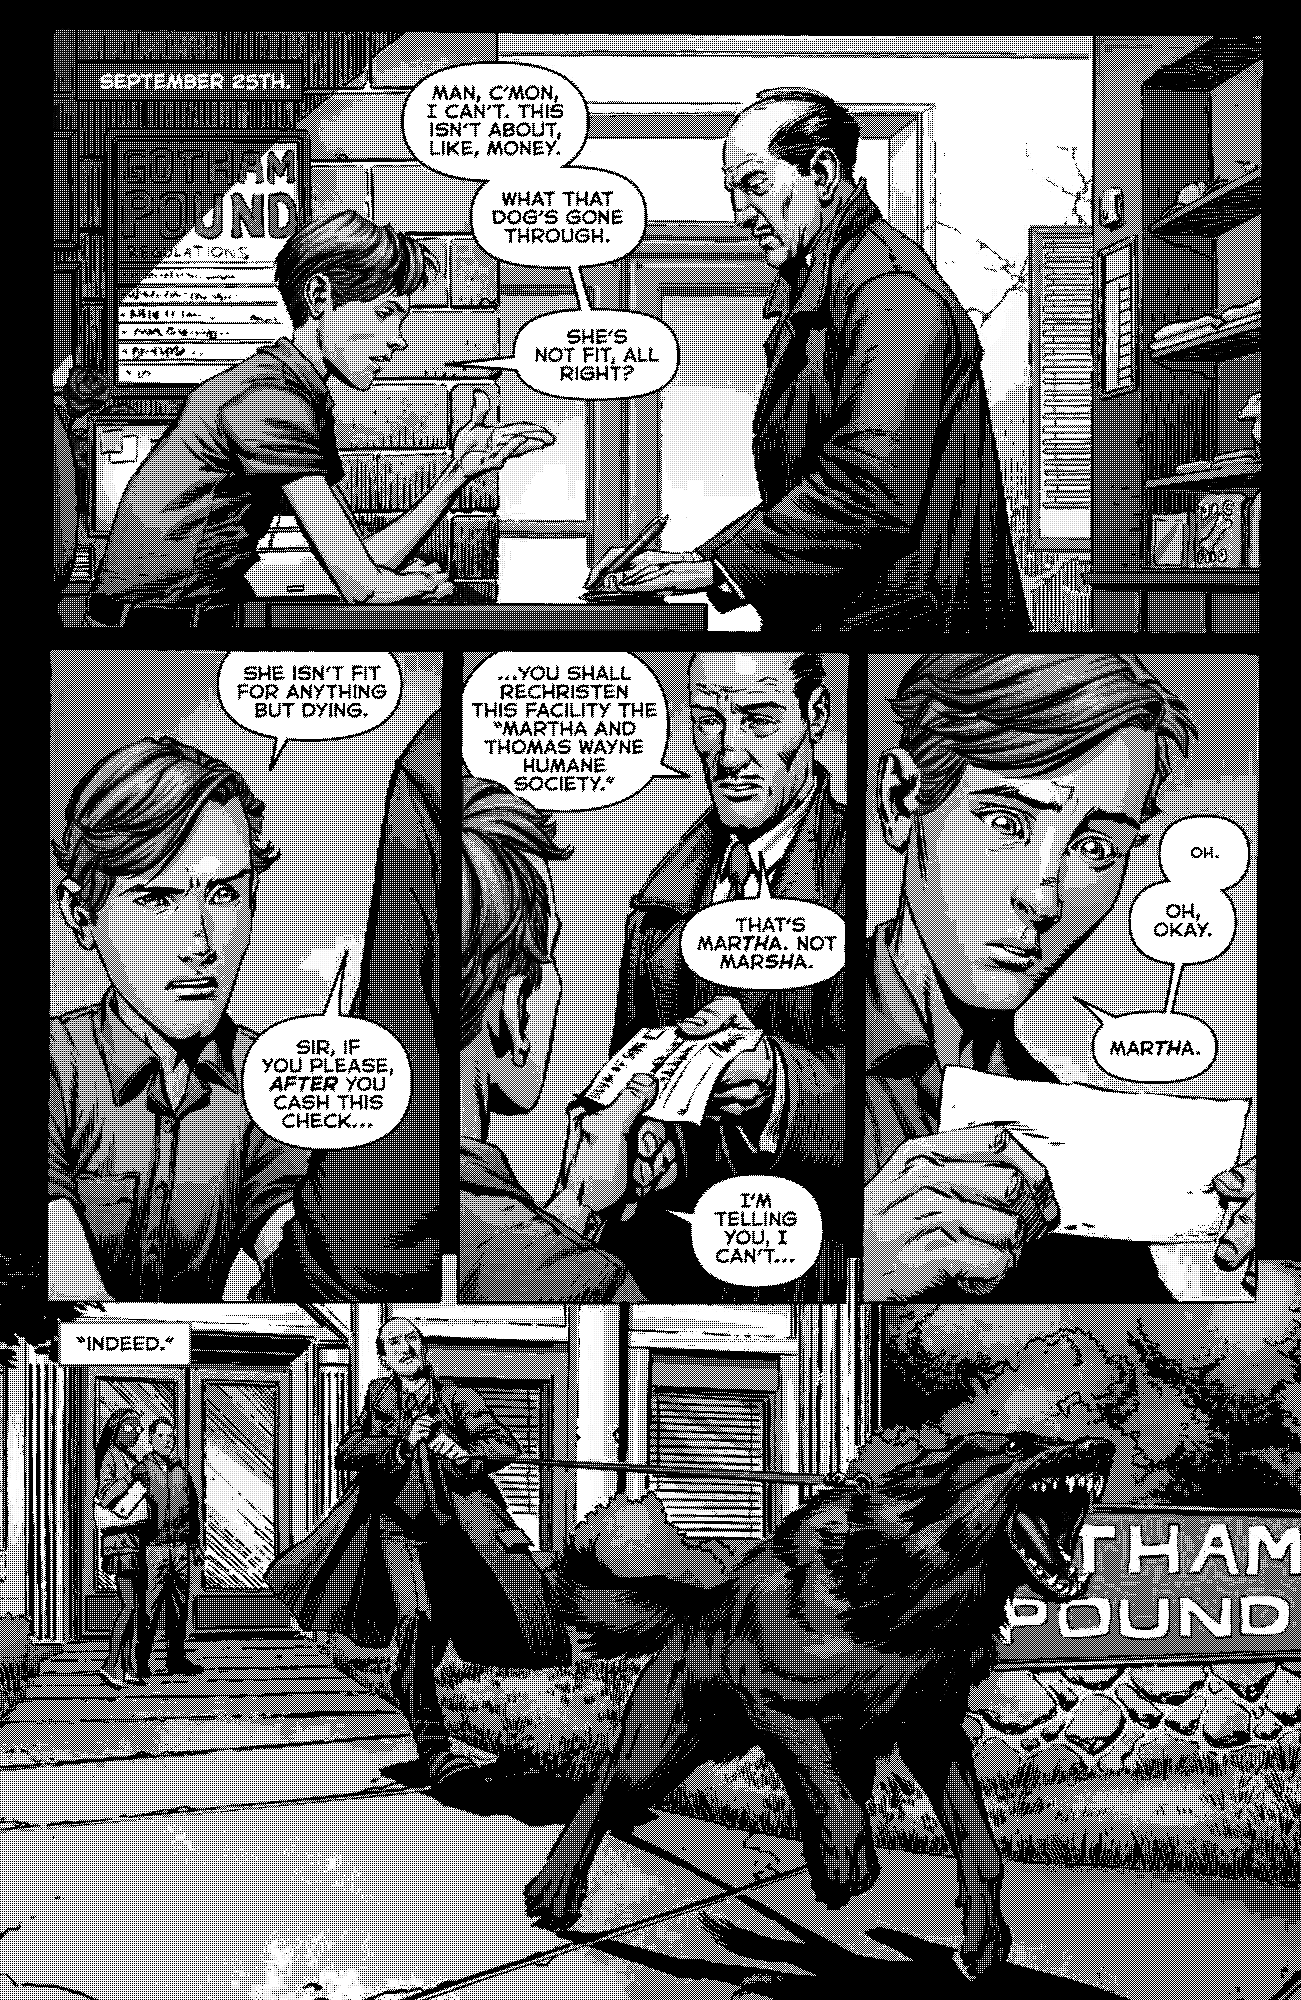 SEPTEMBER 25TH.
MAN, C'MON,
I CAN'T. THIS
ISN'T ABOUT,
LIKE, MONEY.
GOTHAM
POUND
REGULATIONS
WHAT THAT
DOG'S GONE
THROUGH.
SHE'S
NOT FIT, ALL
RIGHT?
SHE ISN'T FIT
FOR ANYTHING
BUT DYING.
SIR, IF
YOU PLEASE,
AFTER YOU
CASH THIS
CHECK...
...YOU SHALL
RECHRISTEN
THIS FACILITY THE
"MARTHA AND
THOMAS WAYNE
HUMANE
SOCIETY."
THAT'S
MARTHA. NOT
MARSHA.
I'M
TELLING
YOU, I
CAN'T...
OH.
OH,
OKAY.
MARTHA.
"INDEED."
THAM
POUND